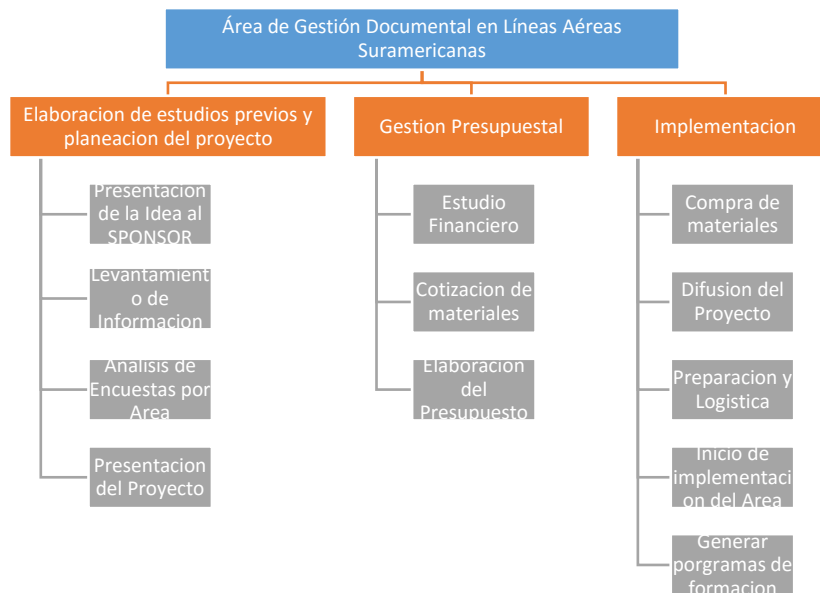 Área de Gestión Documental en Líneas Aéreas
Suramericanas
Elaboracion de estudios previos y
planeacion del proyecto
Presentacion
de la Idea al
SPONSOR
Levantamient
o de
Informacion
Analisis de
Encuestas por
Area
Presentacion
del Proyecto
Gestion Presupuestal
Estudio
Financiero
Cotizacion de
materiales
Elaboracion
del
Presupuesto
Implementacion
Compra de
materiales
Difusion del
Proyecto
Preparacion y
Logistica
Inicio de
implementaci
on del Area
Generar
porgramas de
formacion